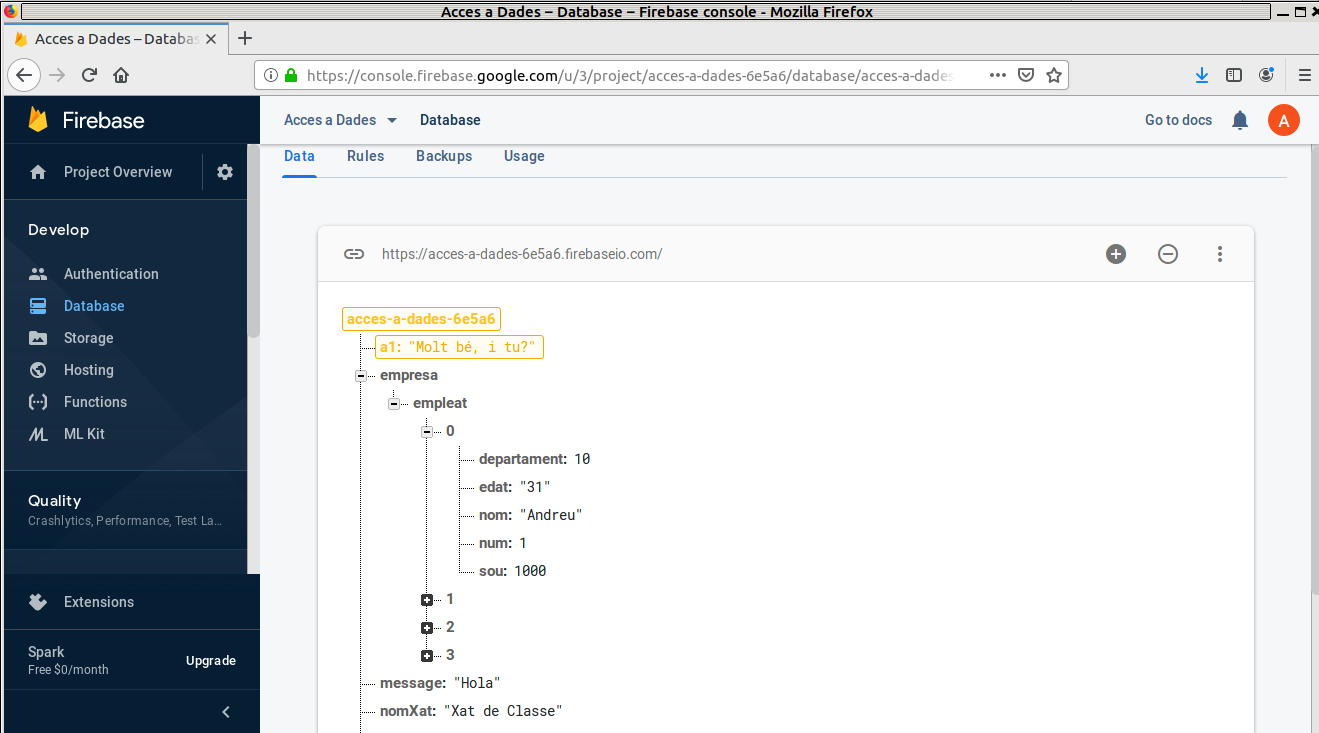 Acces a Dades – Database – Firebase console - Mozilla Firefox
Acces a Dades – Databas
https://console.firebase.google.com/u/3/project/acces-a-dades-6e5a6/database/acces-a-dades
Firebase
Acces a Dades
Database
Go to docs
A
Project Overview
Data
Rules
Backups
Usage
Develop
Authentication
Database
Storage
Hosting
Functions
ML Kit
Quality
Crashlytics, Performance, Test La...
Extensions
Spark
Free $0/month
Upgrade
https://acces-a-dades-6e5a6.firebaseio.com/
acces-a-dades-6e5a6
a1: "Molt bé, i tu?"
empresa
empleat
0
departament: 10
edat: "31"
nom: "Andreu"
num: 1
sou: 1000
1
2
3
message: "Hola"
nomXat: "Xat de Classe"